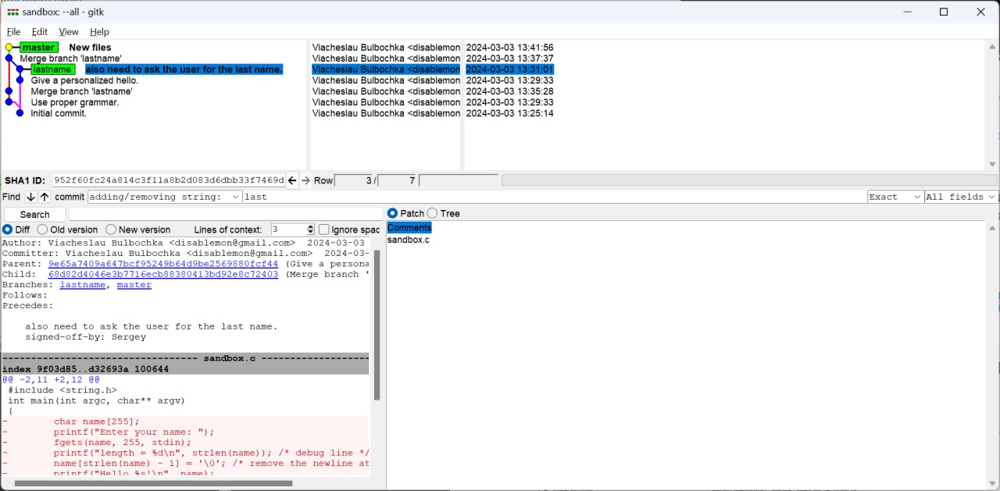 sandbox: --all - gitk
File Edit View Help
master New files Viacheslau Bulbochka <disablemon 2024-03-03 13:41:56
Merge branch 'lastname' Viacheslau Bulbochka <disablemon 2024-03-03 13:37:37
lastname also need to ask the user for the last name. Viacheslau Bulbochka <disablemon 2024-03-03 13:31:01
Give a personalized hello. Viacheslau Bulbochka <disablemon 2024-03-03 13:29:33
Merge branch 'lastname' Viacheslau Bulbochka <disablemon 2024-03-03 13:35:28
Use proper grammar. Viacheslau Bulbochka <disablemon 2024-03-03 13:29:33
Initial commit. Viacheslau Bulbochka <disablemon 2024-03-03 13:25:14
SHA1 ID: 952f60fc24a814c3f11a8b2d083d6dbb33f7469d Row 3 / 7
Find commit adding/removing string: last Exact All fields
Search
Patch Tree
Diff Old version New version Lines of context: 3 Ignore spac
Comments
sandbox.c
Author: Viacheslau Bulbochka <disablemon@gmail.com> 2024-03-03
Committer: Viacheslau Bulbochka <disablemon@gmail.com> 2024-03-
Parent: 9e65a7409a647bcf95249b64d9be2569880fcf44 (Give a persona
Child: 68d82d4046e3b7716ecb88380413bd92e8c72403 (Merge branch '
Branches: lastname, master
Follows:
Precedes:
also need to ask the user for the last name.
signed-off-by: Sergey
-------------------------------- sandbox.c ------------------
index 9f03d85..d32693a 100644
@@ -2,11 +2,12 @@
#include <string.h>
int main(int argc, char** argv)
{
- char name[255];
- printf("Enter your name: ");
- fgets(name, 255, stdin);
- printf("length = %d\n", strlen(name)); /* debug line */
- name[strlen(name) - 1] = '\0'; /* remove the newline at
- printf("Hello %s!\n", name);